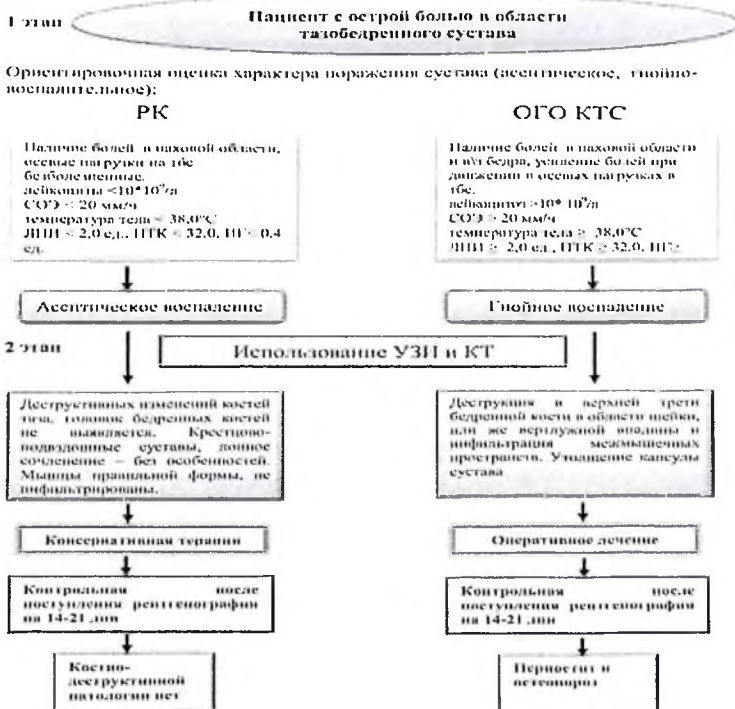 1 этап
Пациент с острой болью в области
тазобедренного сустава
Ориентировочная оценка характера поражения сустава (асептическое, гнойно-
воспалительное):
РК
Наличие болей в паховой области,
осевые нагрузки на тбс
безболезненные.
лейкоциты <10*10⁹/л
СОЭ < 20 мм/ч
температура тела < 38,0°С
ЛПИ < 2,0 ед., ПТК < 32.0, НГ< 0,4
ед.
Асептическое воспаление
ОГО КТС
Наличие болей в паховой области
и в/з бедра, усиление болей при
движении и осевых нагрузках в
тбс.
лейкоциты >10* 10⁹/л
СОЭ > 20 мм/ч
температура тела ≥ 38,0°С
2,0 ед., ПТК ≥ 32.0,
Гнойное воспаление
2 этап
Использование УЗИ и КТ
Деструктивных изменений костей
таза, головок бедренных костей
не выявляется. Крестцово-
подвздошные суставы, лонное
сочленение – без особенностей.
Мышцы правильной формы, не
инфильтрированы.
Консервативная терапия
Контрольная после
поступления рентгенография
на 14-21 дни
Костно-
деструктивной
патологии нет
Деструкция в верхней трети
бедренной кости в области шейки,
или же вертлужной впадины и
инфильтрация межмышечных
пространств. Утолщение капсулы
сустава
Оперативное лечение
Контрольная после
поступления рентгенография
на 14-21 дни
Периостит и
остеопороз